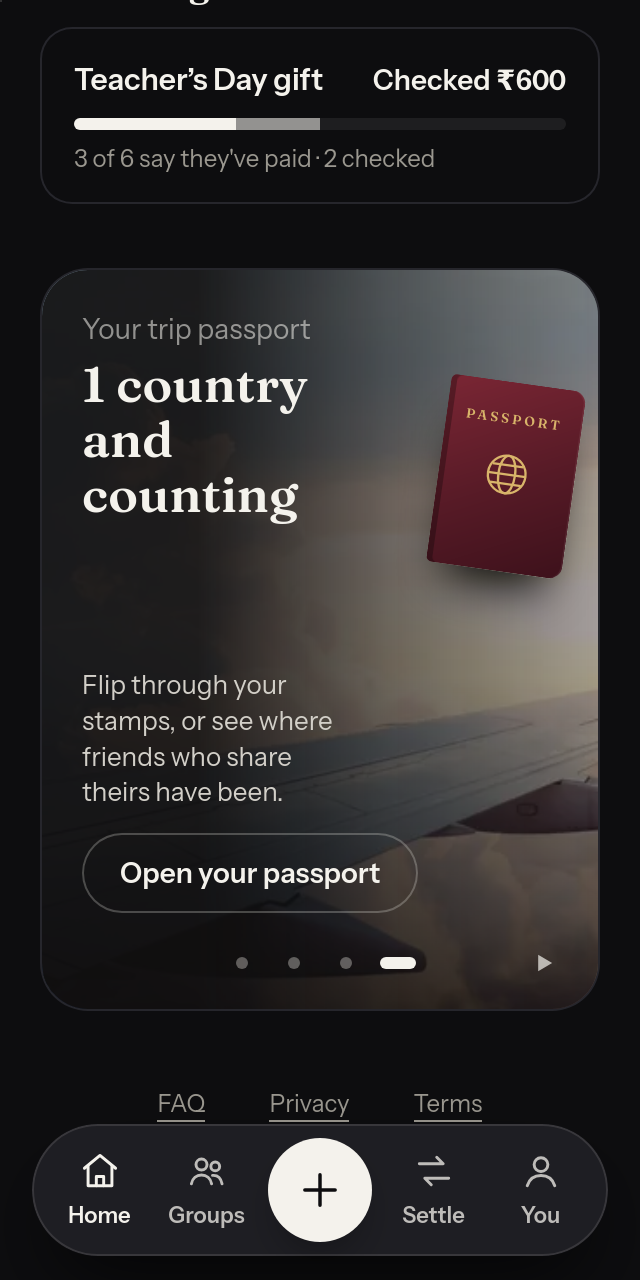 Teacher’s Day gift
Checked ₹600
3 of 6 say they've paid · 2 checked
Your trip passport
1 country
and
counting
PASSPORT
Flip through your
stamps, or see where
friends who share
theirs have been.
Open your passport
FAQ
Privacy
Terms
Home
Groups
Settle
You